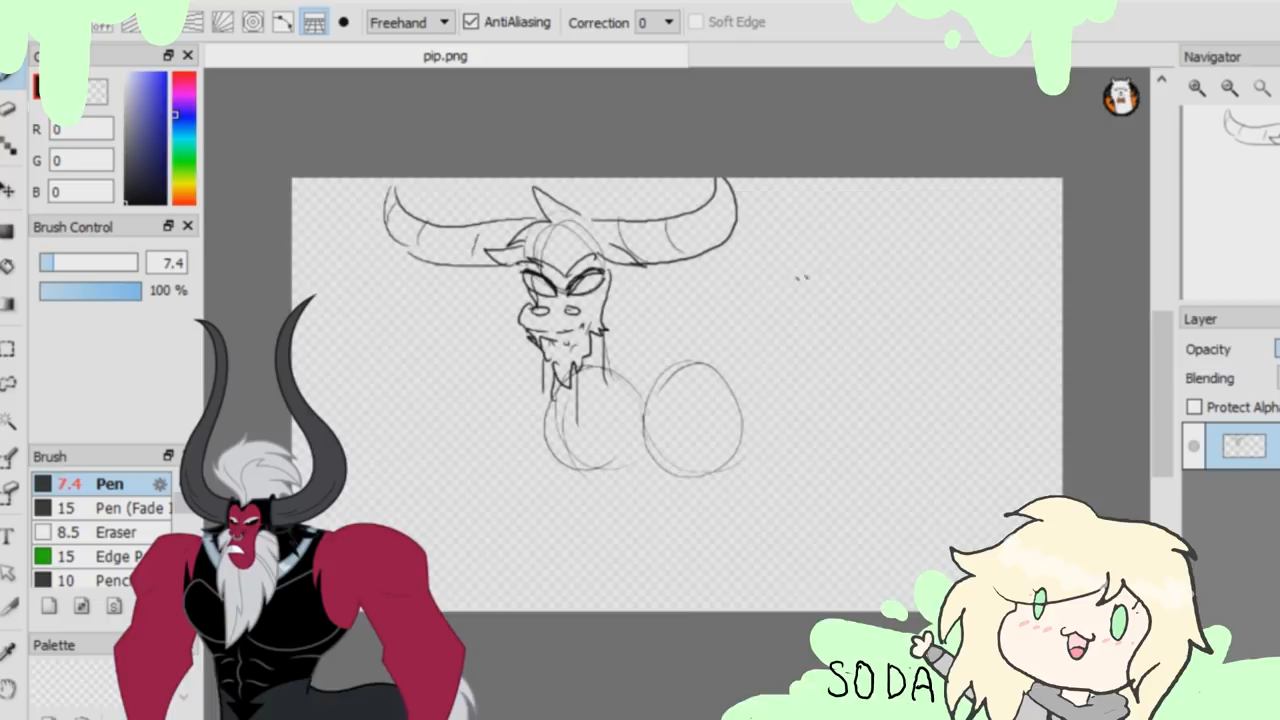 Off
Freehand
AntiAliasing
Correction 0
Soft Edge
pip.png
Navigator
R 0
G 0
B 0
Brush Control
7.4
100 %
Layer
Opacity
Blending
Protect Alph
Brush
7.4 Pen
15 Pen (Fade
8.5 Eraser
15 Edge P
10 Penc
T
S
Palette
SODA